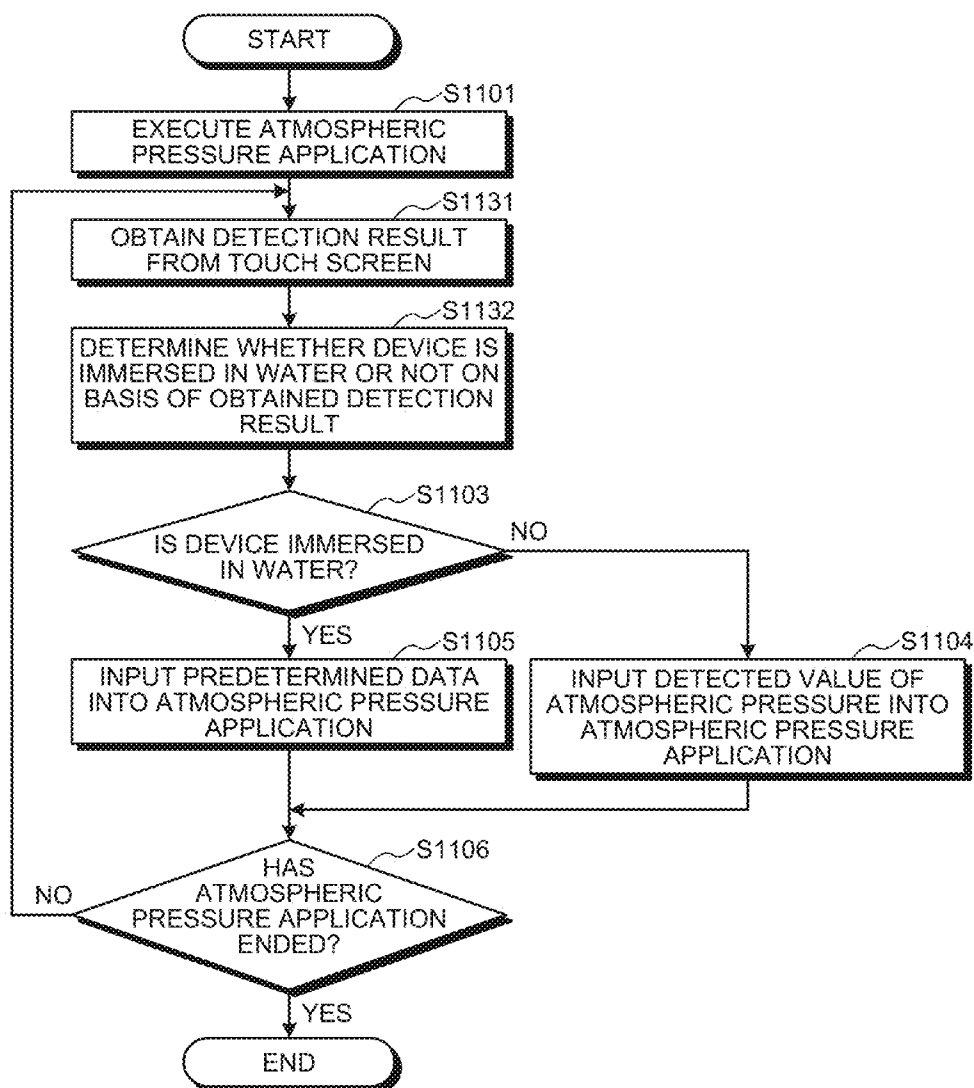 START
S1101
EXECUTE ATMOSPHERIC
PRESSURE APPLICATION
S1131
OBTAIN DETECTION RESULT
FROM TOUCH SCREEN
S1132
DETERMINE WHETHER DEVICE IS
IMMERSED IN WATER OR NOT ON
BASIS OF OBTAINED DETECTION
RESULT
S1103
IS DEVICE IMMERSED
IN WATER?
NO
YES
S1105
INPUT PREDETERMINED DATA
INTO ATMOSPHERIC PRESSURE
APPLICATION
S1104
INPUT DETECTED VALUE OF
ATMOSPHERIC PRESSURE INTO
ATMOSPHERIC PRESSURE
APPLICATION
S1106
HAS
ATMOSPHERIC
PRESSURE APPLICATION
ENDED?
NO
YES
END